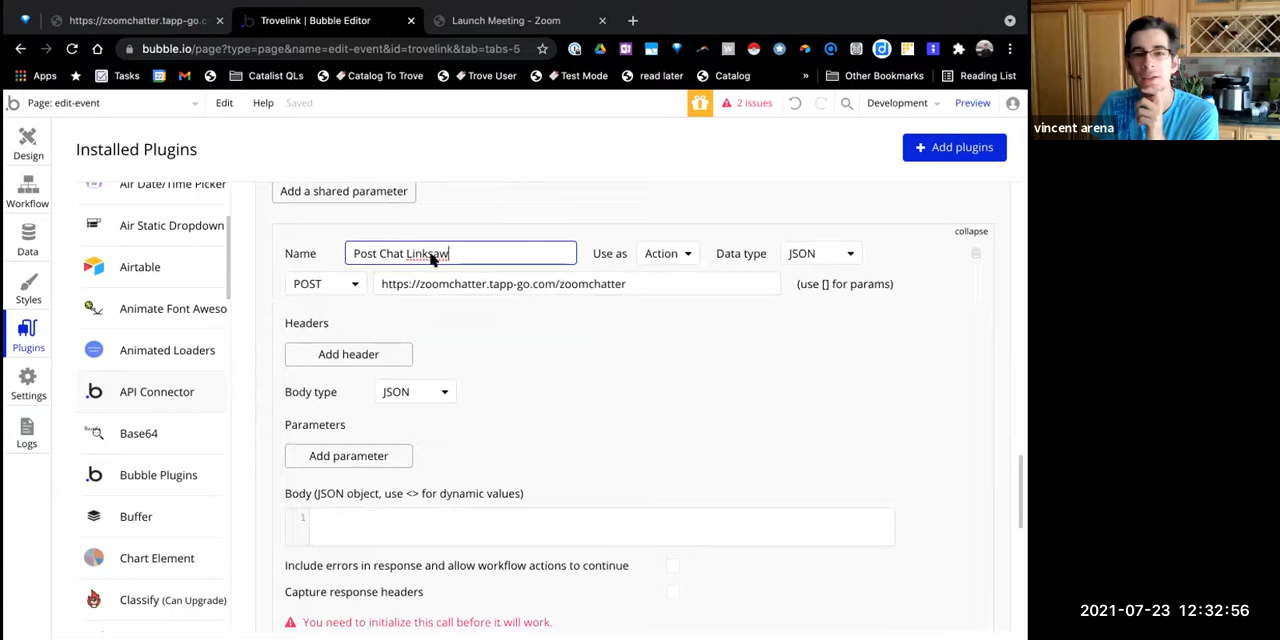 https://zoomchatter.tapp-go.c
Trovelink | Bubble Editor
Launch Meeting - Zoom
bubble.io/page?type=page&name=edit-event&id=trovelink&tab=tabs-5
Apps
Tasks
Catalist QLs
Catalog To Trove
Trove User
Test Mode
read later
Catalog
»
Other Bookmarks
Reading List
vincent arena
Page: edit-event
Edit
Help
Saved
2 issues
Development
Preview
Design
Workflow
Data
Styles
Plugins
Settings
Logs
Installed Plugins
+ Add plugins
Air Date/Time Picker
Air Static Dropdown
Airtable
Animate Font Aweso
Animated Loaders
API Connector
Base64
Bubble Plugins
Buffer
Chart Element
Classify (Can Upgrade)
Add a shared parameter
collapse
Name
Post Chat Linksaw
Use as
Action
Data type
JSON
POST
https://zoomchatter.tapp-go.com/zoomchatter
(use [] for params)
Headers
Add header
Body type
JSON
Parameters
Add parameter
Body (JSON object, use <> for dynamic values)
1
Include errors in response and allow workflow actions to continue
Capture response headers
You need to initialize this call before it will work.
2021-07-23 12:32:56